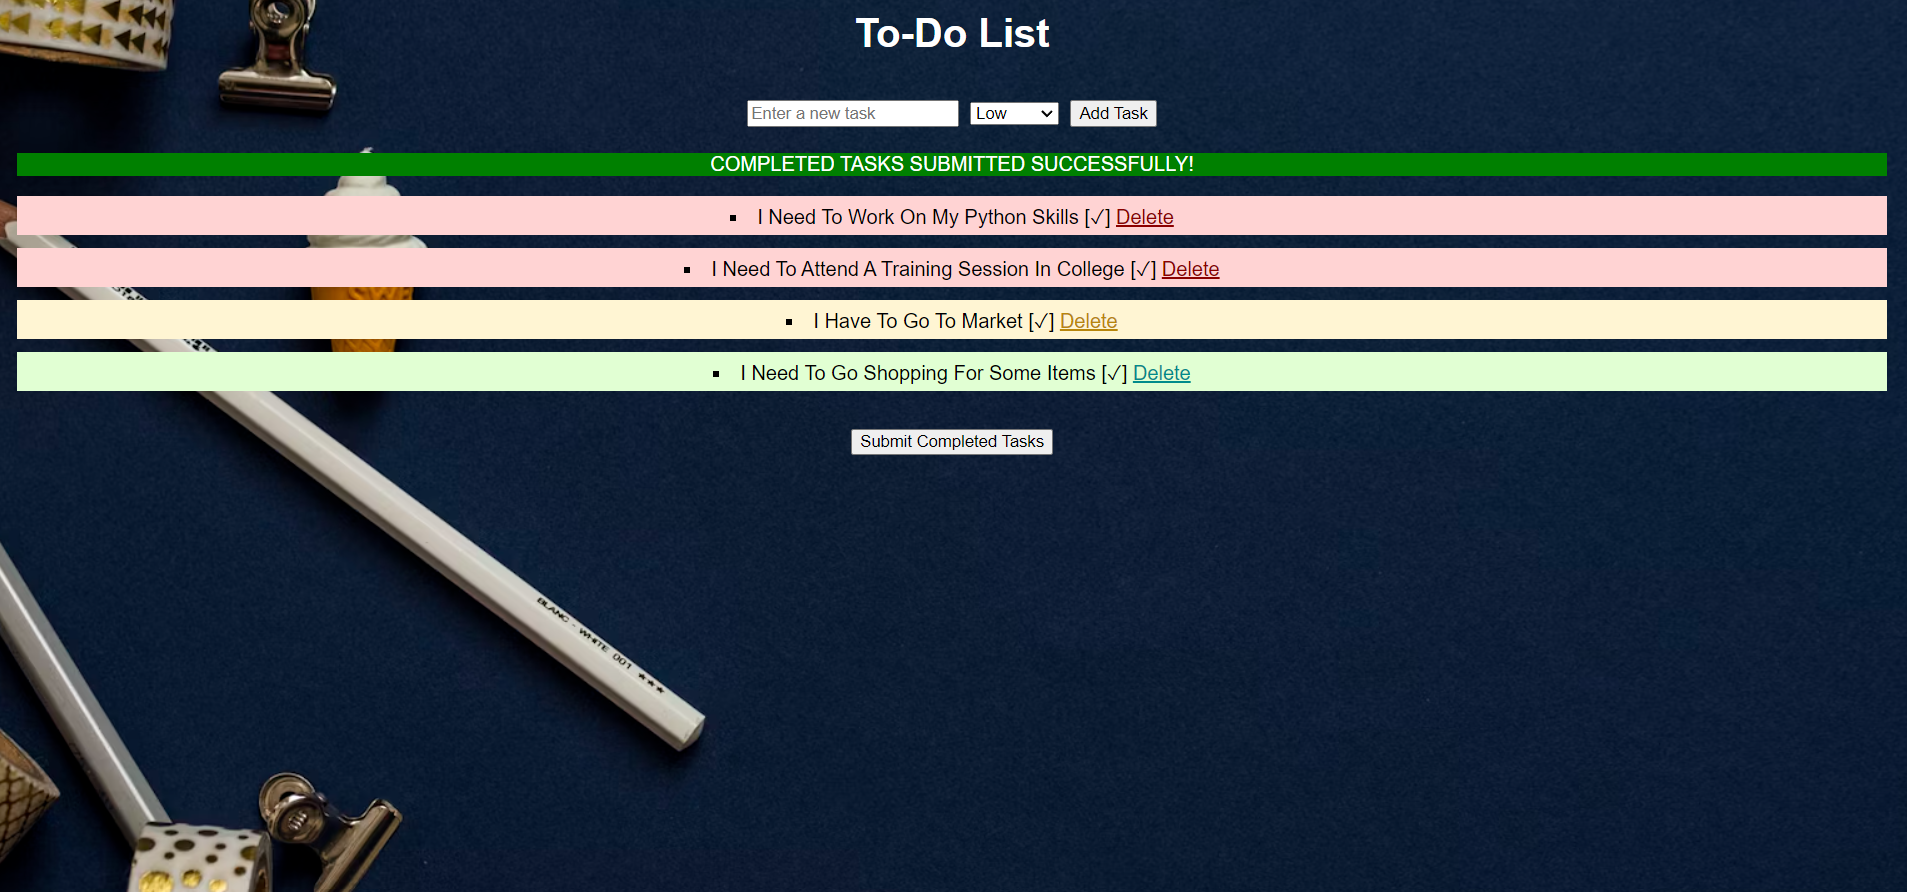 To-Do List
Enter a new task Low Add Task
COMPLETED TASKS SUBMITTED SUCCESSFULLY!
▪ I Need To Work On My Python Skills [✓] Delete
▪ I Need To Attend A Training Session In College [✓] Delete
▪ I Have To Go To Market [✓] Delete
▪ I Need To Go Shopping For Some Items [✓] Delete
Submit Completed Tasks
BLANC - WHITE 001 ★★★